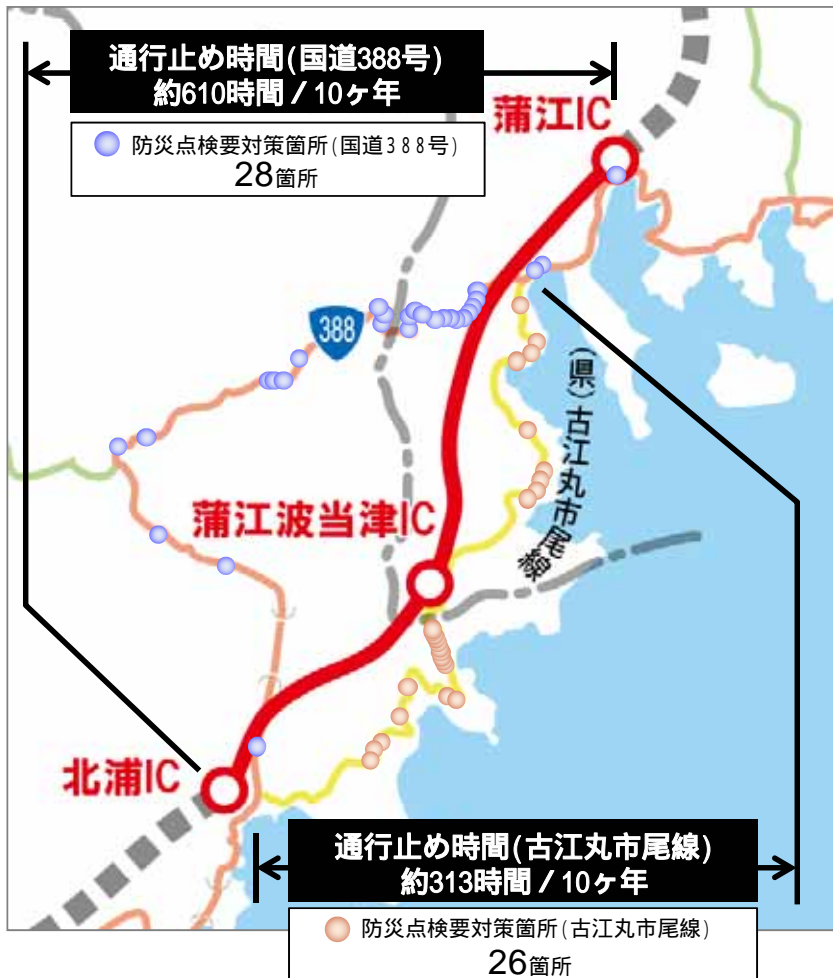 通行止め時間(国道388号)
約610時間/10ヶ年
防災点検要対策箇所(国道388号)
28箇所
蒲江IC
388
(県)古江丸市尾線
蒲江波当津IC
北浦IC
通行止め時間(古江丸市尾線)
約313時間/10ヶ年
防災点検要対策箇所(古江丸市尾線)
26箇所